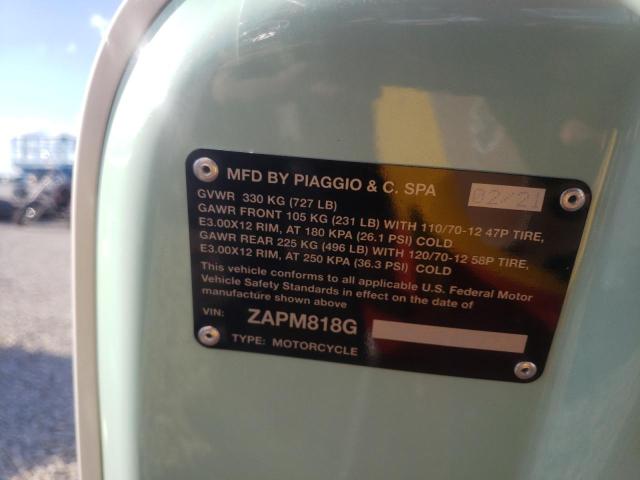 MFD BY PIAGGIO & C. SPA 02/21
GVWR 330 KG (727 LB)
GAWR FRONT 105 KG (231 LB) WITH 110/70-12 47P TIRE,
E3.00X12 RIM, AT 180 KPA (26.1 PSI) COLD
GAWR REAR 225 KG (496 LB) WITH 120/70-12 58P TIRE,
E3.00X12 RIM, AT 250 KPA (36.3 PSI) COLD
This vehicle conforms to all applicable U.S. Federal Motor
Vehicle Safety Standards in effect on the date of
manufacture shown above
VIN: ZAPM818G
TYPE: MOTORCYCLE